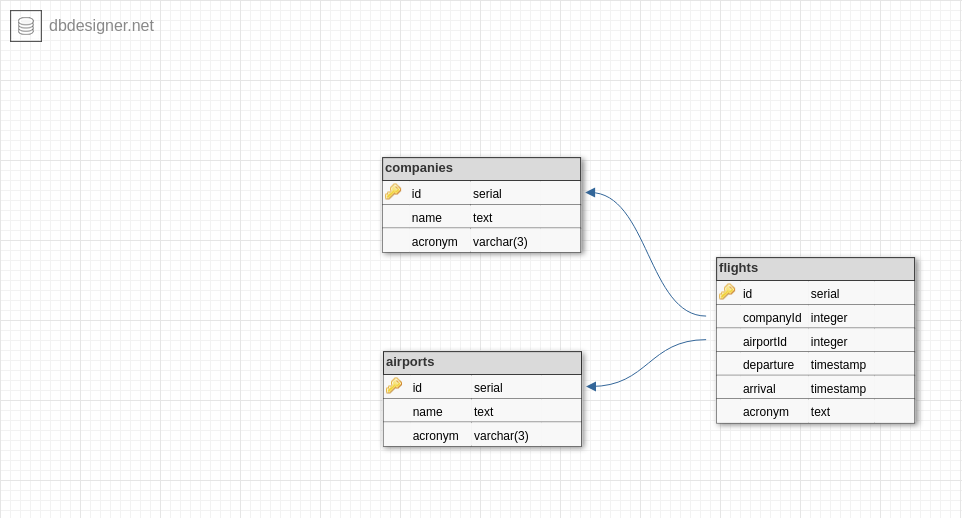 dbdesigner.net
companies
id serial
name text
acronym varchar(3)
flights
id serial
companyId integer
airportId integer
departure timestamp
arrival timestamp
acronym text
airports
id serial
name text
acronym varchar(3)